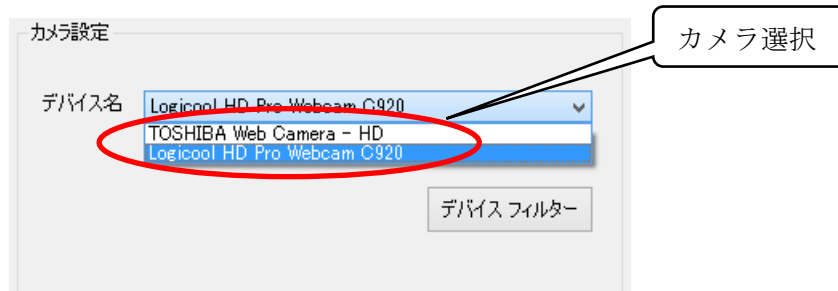 カメラ設定
カメラ選択
デバイス名 Logicool HD Pro Webcam C920
TOSHIBA Web Camera - HD
Logicool HD Pro Webcam C920
デバイス フィルター